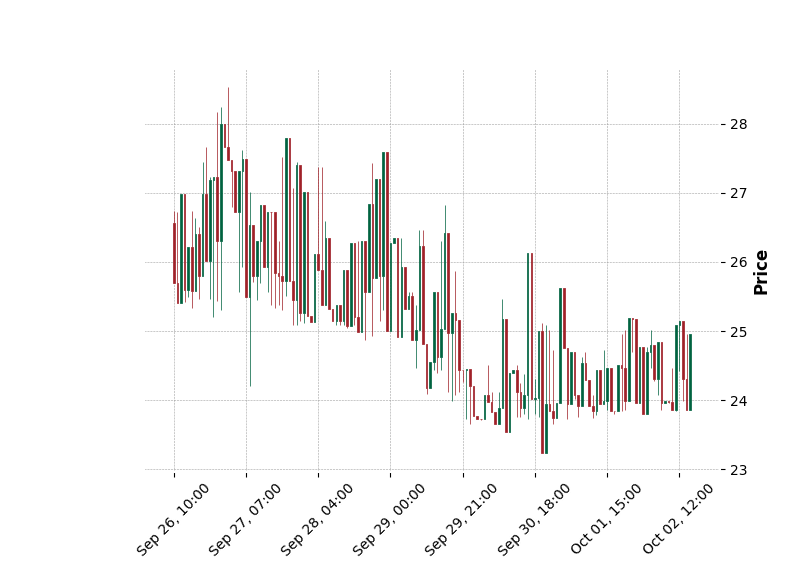 28
27
26
25
24
23
Price
Sep 26, 10:00
Sep 27, 07:00
Sep 28, 04:00
Sep 29, 00:00
Sep 29, 21:00
Sep 30, 18:00
Oct 01, 15:00
Oct 02, 12:00